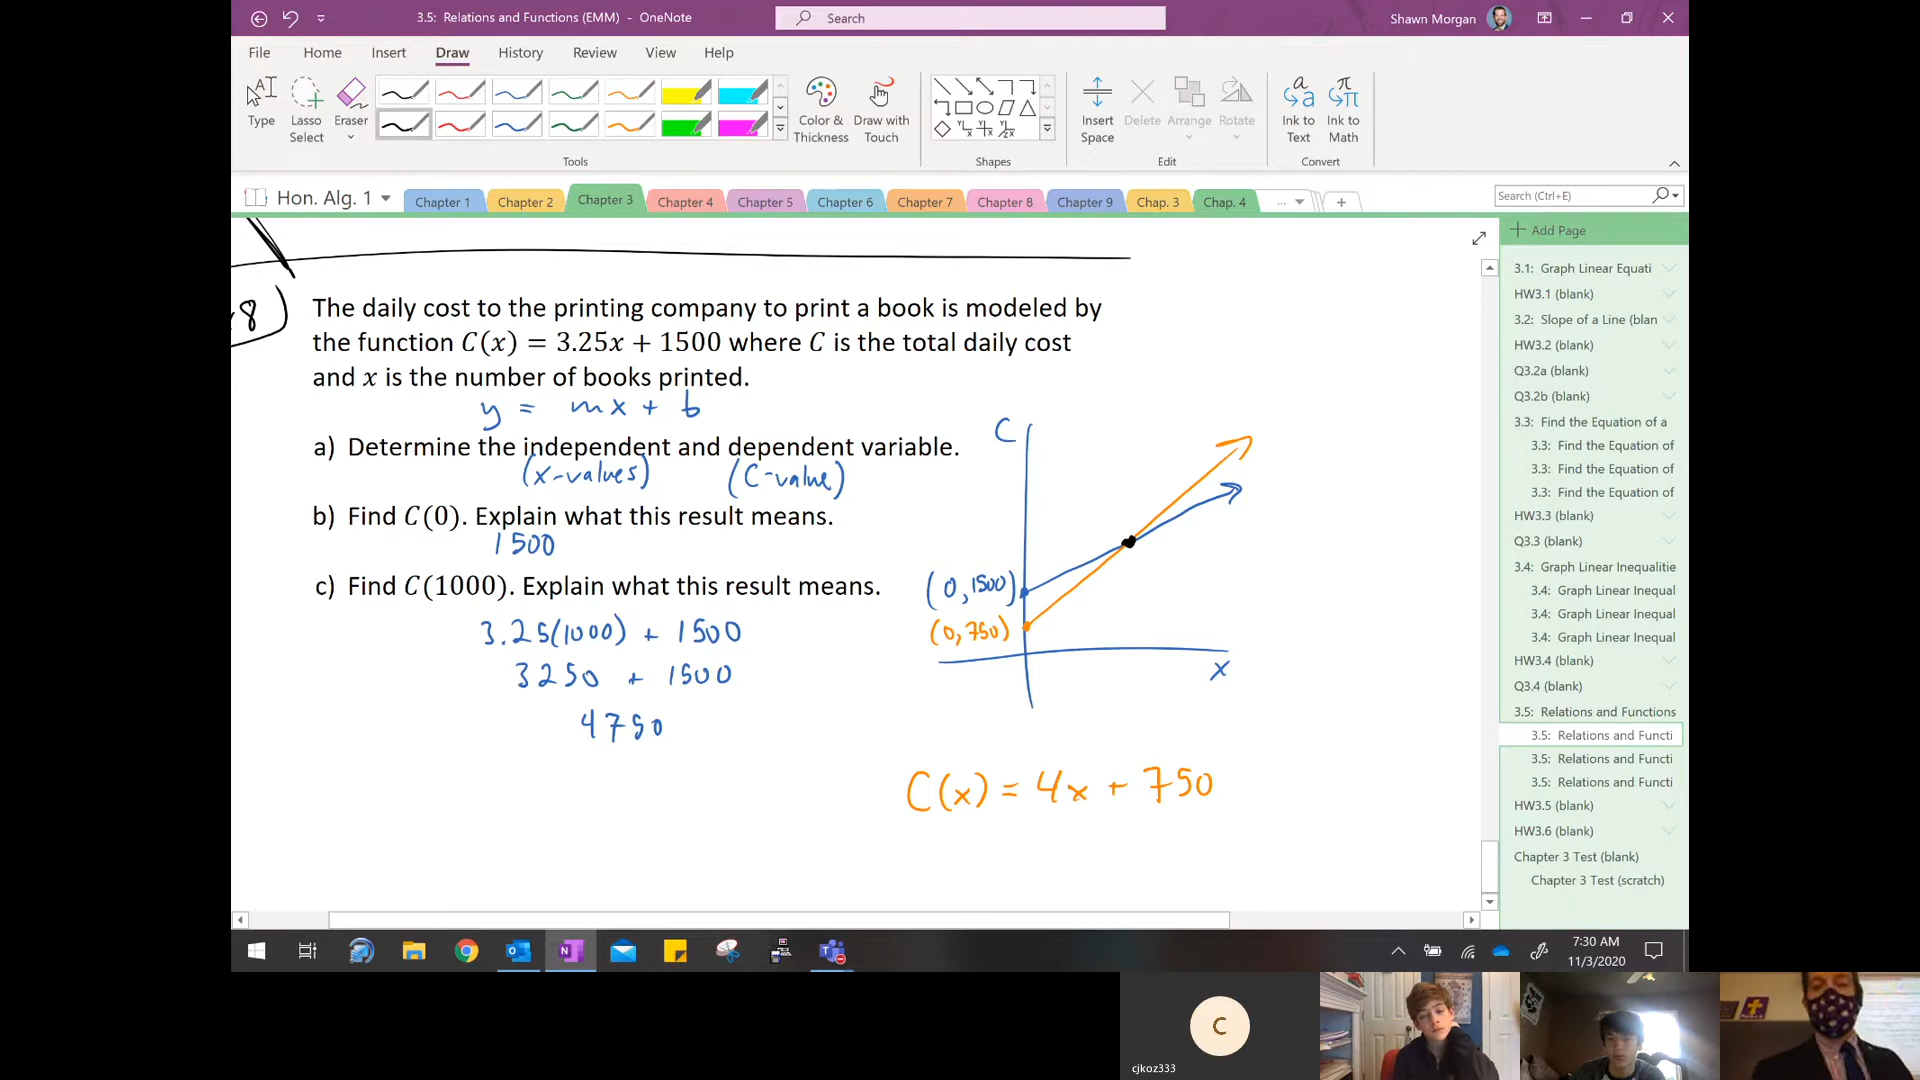 3.5: Relations and Functions (EMM) - OneNote
Search
Shawn Morgan
File Home Insert Draw History Review View Help
Type
Lasso Select
Eraser
Color & Thickness
Draw with Touch
Insert Space
Delete
Arrange
Rotate
Ink to Text
Ink to Math
Tools
Shapes
Edit
Convert
Hon. Alg. 1
Chapter 1 Chapter 2 Chapter 3 Chapter 4 Chapter 5 Chapter 6 Chapter 7 Chapter 8 Chapter 9 Chap. 3 Chap. 4 ... +
Search (Ctrl+E)
Add Page
3.1: Graph Linear Equati
HW3.1 (blank)
3.2: Slope of a Line (blan
HW3.2 (blank)
Q3.2a (blank)
Q3.2b (blank)
3.3: Find the Equation of a
3.3: Find the Equation of
3.3: Find the Equation of
3.3: Find the Equation of
HW3.3 (blank)
Q3.3 (blank)
3.4: Graph Linear Inequalitie
3.4: Graph Linear Inequal
3.4: Graph Linear Inequal
3.4: Graph Linear Inequal
HW3.4 (blank)
Q3.4 (blank)
3.5: Relations and Functions
3.5: Relations and Functi
3.5: Relations and Functi
3.5: Relations and Functi
HW3.5 (blank)
HW3.6 (blank)
Chapter 3 Test (blank)
Chapter 3 Test (scratch)
8)
The daily cost to the printing company to print a book is modeled by
the function C(x) = 3.25x + 1500 where C is the total daily cost
and x is the number of books printed.
y = mx + b
a) Determine the independent and dependent variable.
(x-values) (C-value)
b) Find C(0). Explain what this result means.
1500
c) Find C(1000). Explain what this result means.
3.25(1000) + 1500
3250 + 1500
4750
C
(0,1500)
(0,750)
x
C(x) = 4x + 750
7:30 AM
11/3/2020
C
cjkoz333